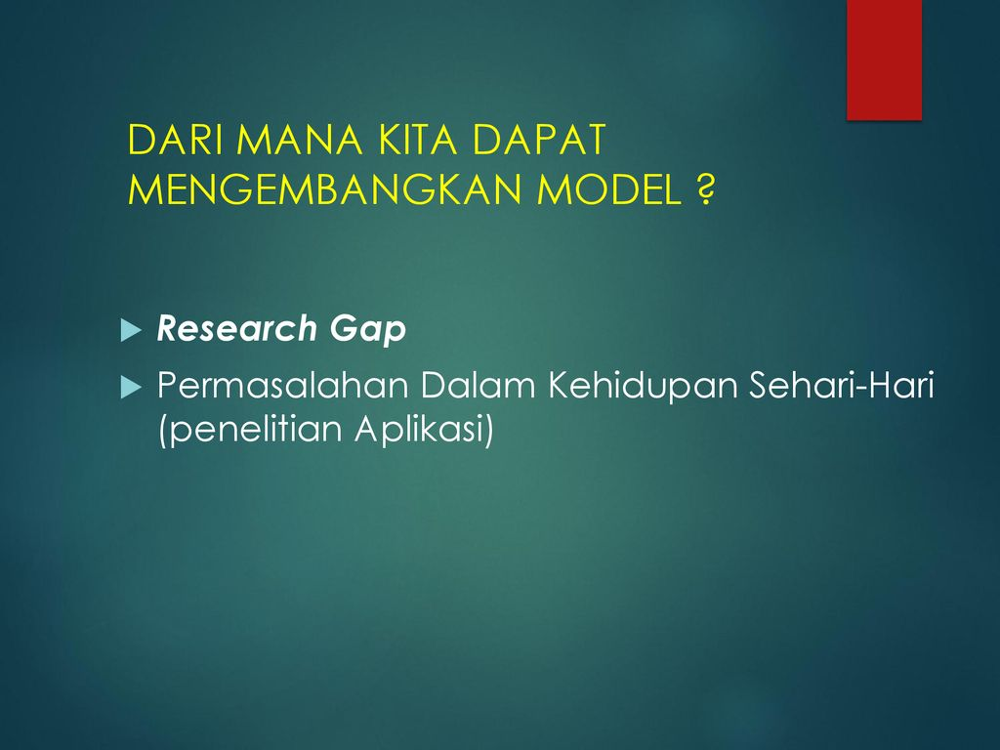 DARI MANA KITA DAPAT
MENGEMBANGKAN MODEL ?
Research Gap
Permasalahan Dalam Kehidupan Sehari-Hari
(penelitian Aplikasi)